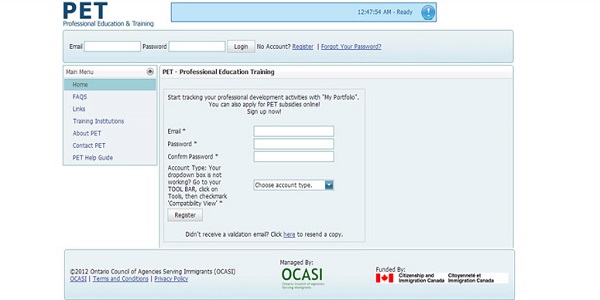 PET
Professional Education & Training
12:47:54 AM - Ready
Email Password Login No Account? Register | Forgot Your Password?
Main Menu
Home
FAQS
Links
Training Institutions
About PET
Contact PET
PET Help Guide
PET - Professional Education Training
Start tracking your professional development activities with "My Portfolio".
You can also apply for PET subsidies online!
Sign up now!
Email *
Password *
Confirm Password *
Account Type: Your
dropdown box is
not working? Go to your
TOOL BAR, click on
Tools, then checkmark
'Compatibility View' *
Choose account type.
Register
Didn't receive a validation email? Click here to resend a copy.
©2012 Ontario Council of Agencies Serving Immigrants (OCASI)
OCASI | Terms and Conditions | Privacy Policy
Managed By:
OCASI
Ontario Council of Agencies
Serving Immigrants
Funded By:
Citizenship and Immigration Canada
Citoyenneté et Immigration Canada